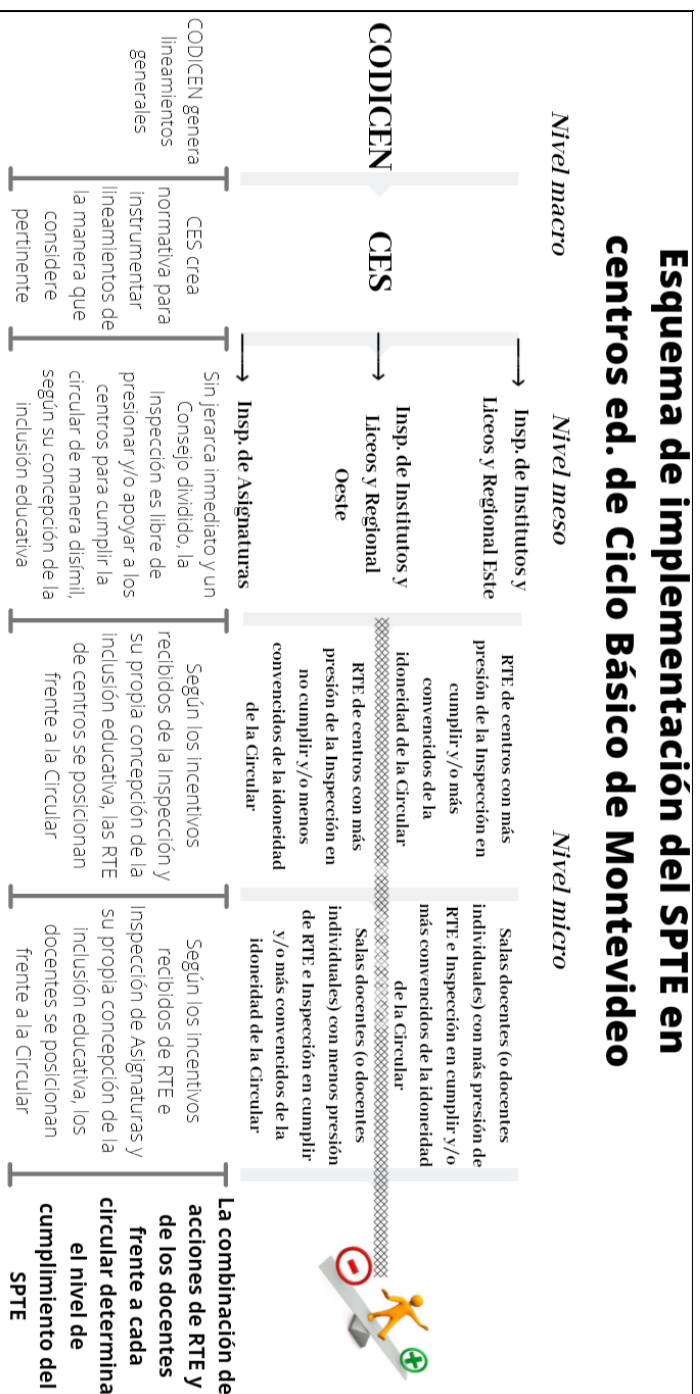 Esquema de implementación del SPTE en
centros ed. de Ciclo Básico de Montevideo
Nivel macro
Nivel meso
Nivel micro
CODICEN
CES
Insp. de Institutos y
Liceos y Regional Este
Insp. de Institutos y
Liceos y Regional
Oeste
Insp. de Asignaturas
RTE de centros con más
presión de la Inspección en
cumplir y/o más
convencidos de la
idoneidad de la Circular
RTE de centros con más
presión de la Inspección en
no cumplir y/o menos
convencidos de la idoneidad
de la Circular
Salas docentes (o docentes
individuales) con más presión de
RTE e Inspección en cumplir y/o
más convencidos de la idoneidad
de la Circular
Salas docentes (o docentes
individuales) con menos presión
de RTE e Inspección en cumplir
y/o más convencidos de la
idoneidad de la Circular
CODICEN genera
lineamientos
generales
CES crea
normativa para
instrumentar
lineamientos de
la manera que
considere
pertinente
Sin jerarca inmediato y un
Consejo dividido, la
Inspección es libre de
presionar y/o apoyar a los
centros para cumplir la
circular de manera disímil,
según su concepción de la
inclusión educativa
Según los incentivos
recibidos de la Inspección y
su propia concepción de la
inclusión educativa, las RTE
de centros se posicionan
frente a la Circular
Según los incentivos
recibidos de RTE e
Inspección de Asignaturas y
su propia concepción de la
inclusión educativa, los
docentes se posicionan
frente a la Circular
La combinación de
acciones de RTE y
de los docentes
frente a cada
circular determina
el nivel de
cumplimiento del
SPTE